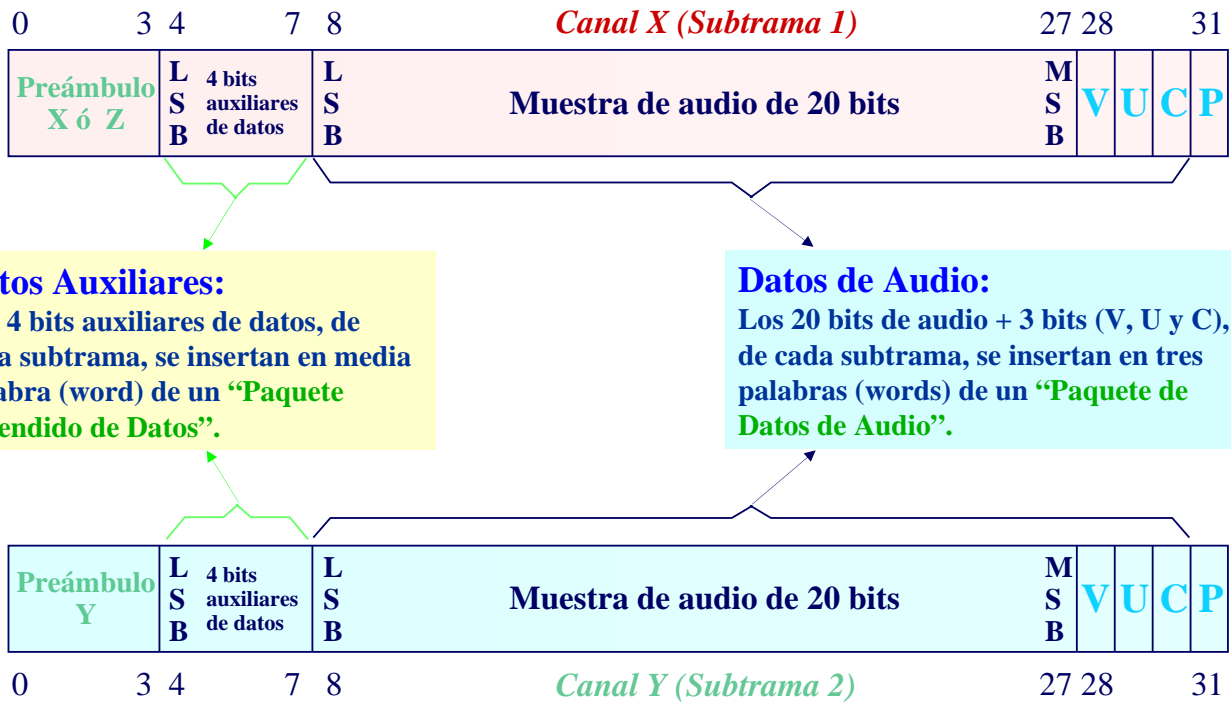 0 3 4 7 8 Canal X (Subtrama 1) 27 28 31
Preámbulo
X ó Z
L
S
B
4 bits
auxiliares
de datos
L
S
B
Muestra de audio de 20 bits
M
S
B
V U C P
tos Auxiliares:
4 bits auxiliares de datos, de
a subtrama, se insertan en media
abra (word) de un “Paquete
endido de Datos”.
Datos de Audio:
Los 20 bits de audio + 3 bits (V, U y C),
de cada subtrama, se insertan en tres
palabras (words) de un “Paquete de
Datos de Audio”.
Preámbulo
Y
L
S
B
4 bits
auxiliares
de datos
L
S
B
Muestra de audio de 20 bits
M
S
B
V U C P
0 3 4 7 8 Canal Y (Subtrama 2) 27 28 31